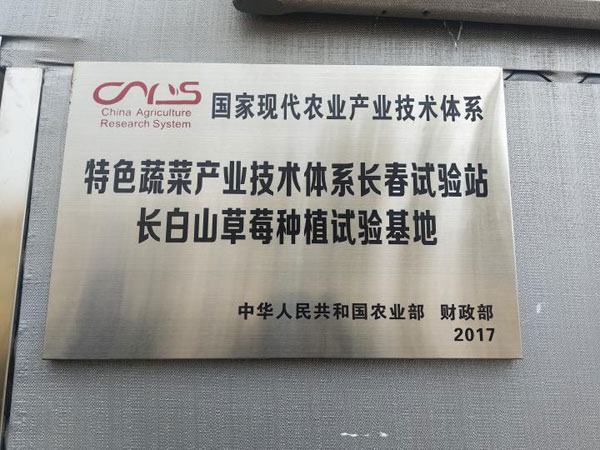 CARS 国家现代农业产业技术体系
China Agriculture
Research System
特色蔬菜产业技术体系长春试验站
长白山草莓种植试验基地
中华人民共和国农业部 财政部
2017